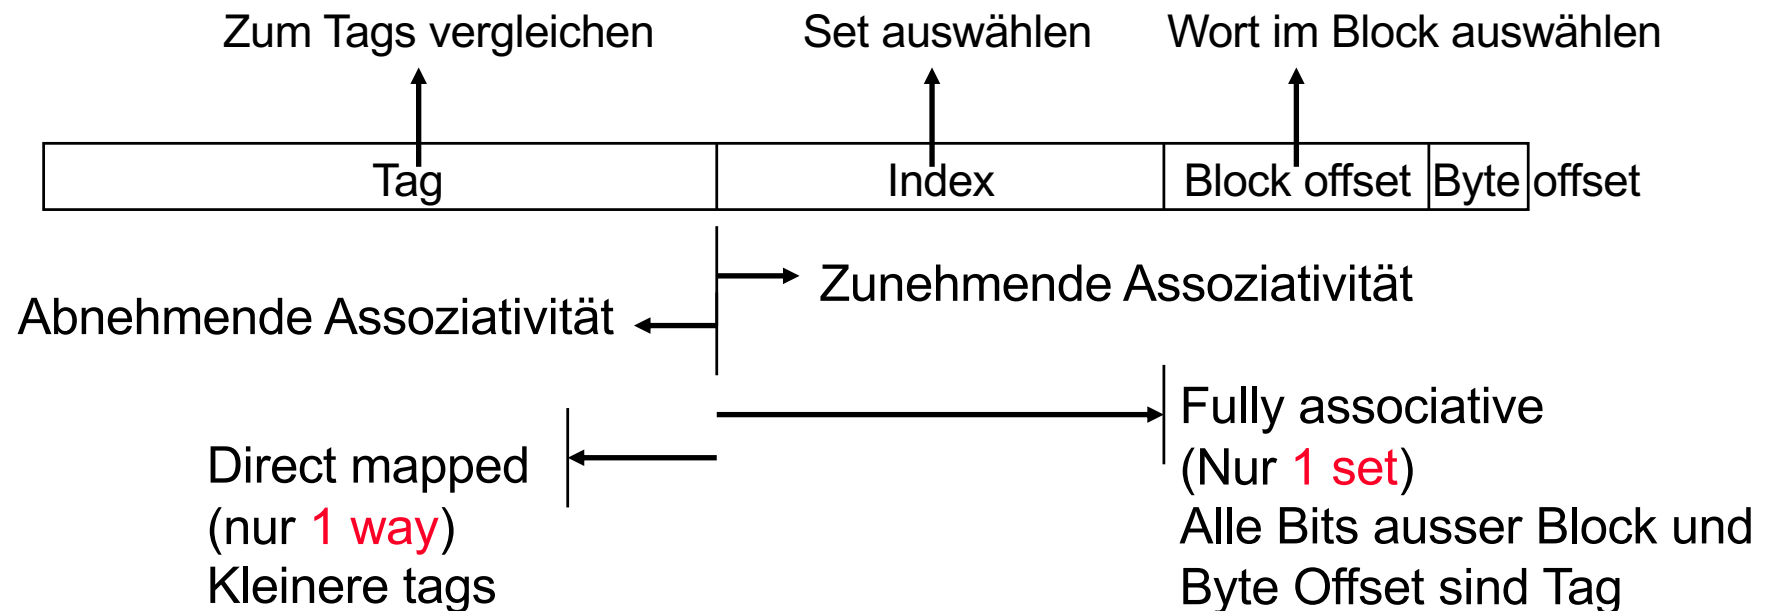 Zum Tags vergleichen
Set auswählen
Wort im Block auswählen
Tag
Index
Block offset
Byte offset
Zunehmende Assoziativität
Abnehmende Assoziativität
Fully associative
(Nur 1 set)
Alle Bits ausser Block und
Byte Offset sind Tag
Direct mapped
(nur 1 way)
Kleinere tags